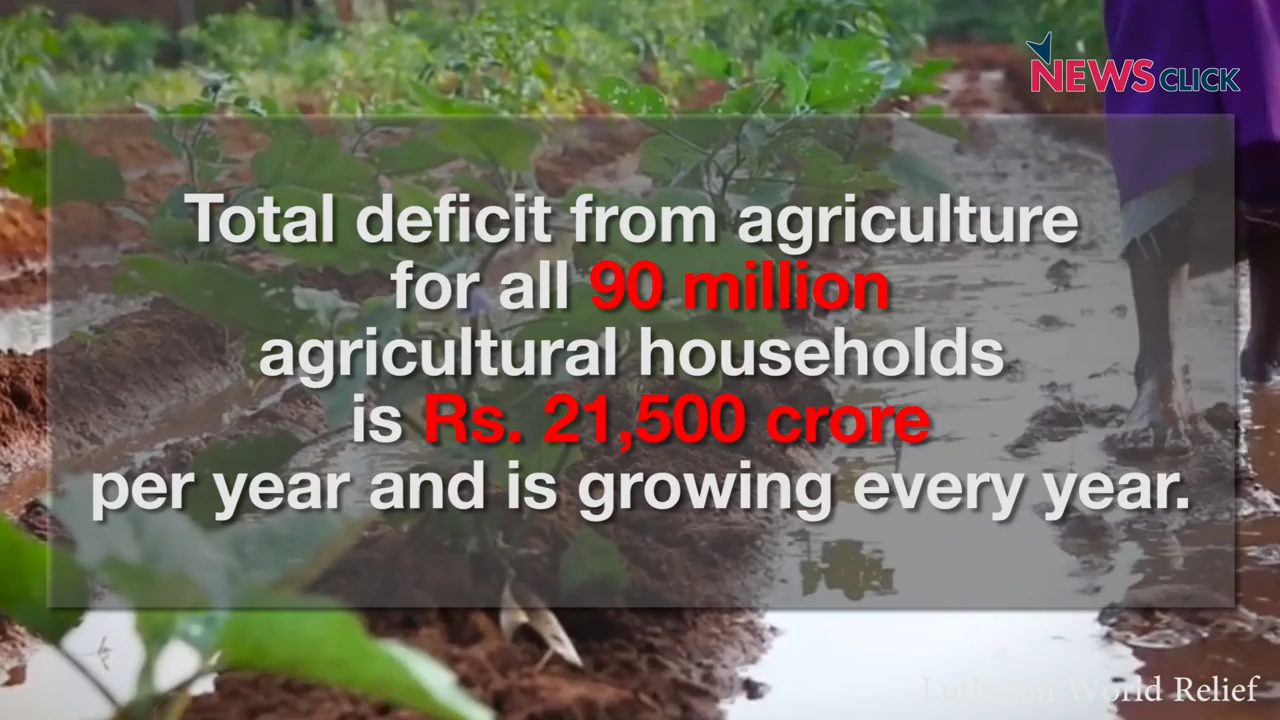 NEWSCLICK
Total deficit from agriculture
for all 90 million
agricultural households
is Rs. 21,500 crore
per year and is growing every year.
Lutheran World Relief